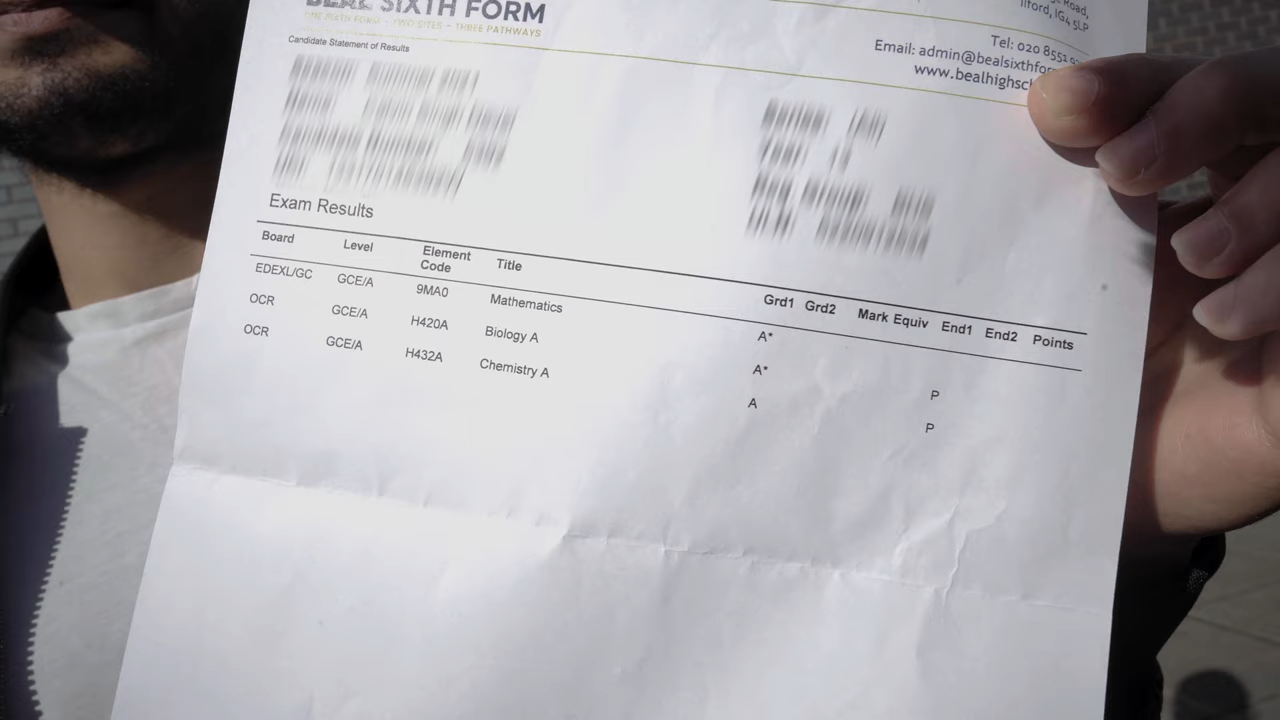 BEAL SIXTH FORM
ONE SIXTH FORM - TWO SITES - THREE PATHWAYS
Road,
Ilford, IG4 5LP
Tel: 020 855
Email: admin@bealsixthfor
www.bealhighsc
Candidate Statement of Results
Exam Results
Board Level Element Code Title Grd1 Grd2 Mark Equiv End1 End2 Points
EDEXL/GC GCE/A 9MA0 Mathematics A*
OCR GCE/A H420A Biology A A* P
OCR GCE/A H432A Chemistry A A P